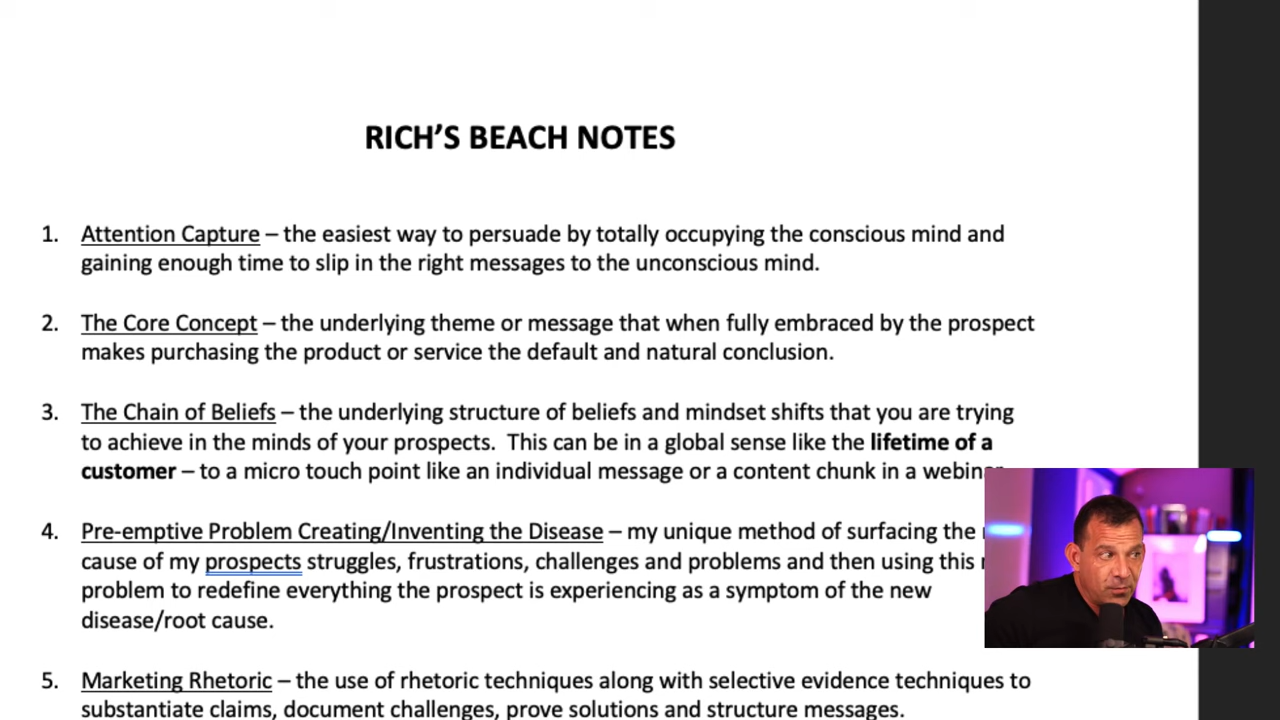 RICH'S BEACH NOTES
1. Attention Capture – the easiest way to persuade by totally occupying the conscious mind and
gaining enough time to slip in the right messages to the unconscious mind.
2. The Core Concept – the underlying theme or message that when fully embraced by the prospect
makes purchasing the product or service the default and natural conclusion.
3. The Chain of Beliefs – the underlying structure of beliefs and mindset shifts that you are trying
to achieve in the minds of your prospects. This can be in a global sense like the lifetime of a
customer – to a micro touch point like an individual message or a content chunk in a
4. Pre-emptive Problem Creating/Inventing the Disease – my unique method of surfacing the
cause of my prospects struggles, frustrations, challenges and problems and then using this
problem to redefine everything the prospect is experiencing as a symptom of the new
disease/root cause.
5. Marketing Rhetoric – the use of rhetoric techniques along with selective evidence techniques to
substantiate claims, document challenges, prove solutions and structure messages.